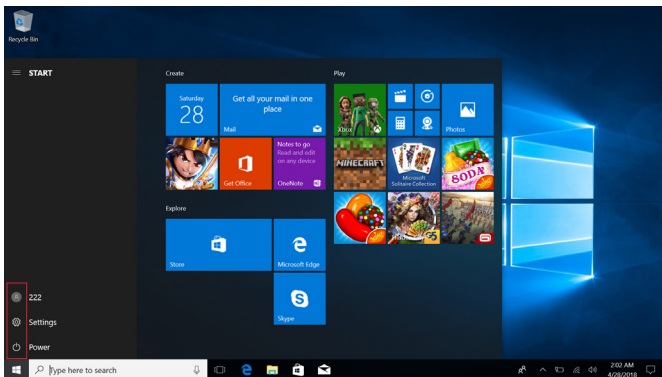 Recycle Bin
START
Create
Play
Saturday
28
Get all your mail in one
place
Mail
Xbox
Photos
Get Office
Notes to go
Read and edit
on any device
OneNote
MINECRAFT
Microsoft
Solitaire Collection
SODA
Explore
Store
Microsoft Edge
Skype
222
Settings
Power
Type here to search
2:02 AM
4/28/2018